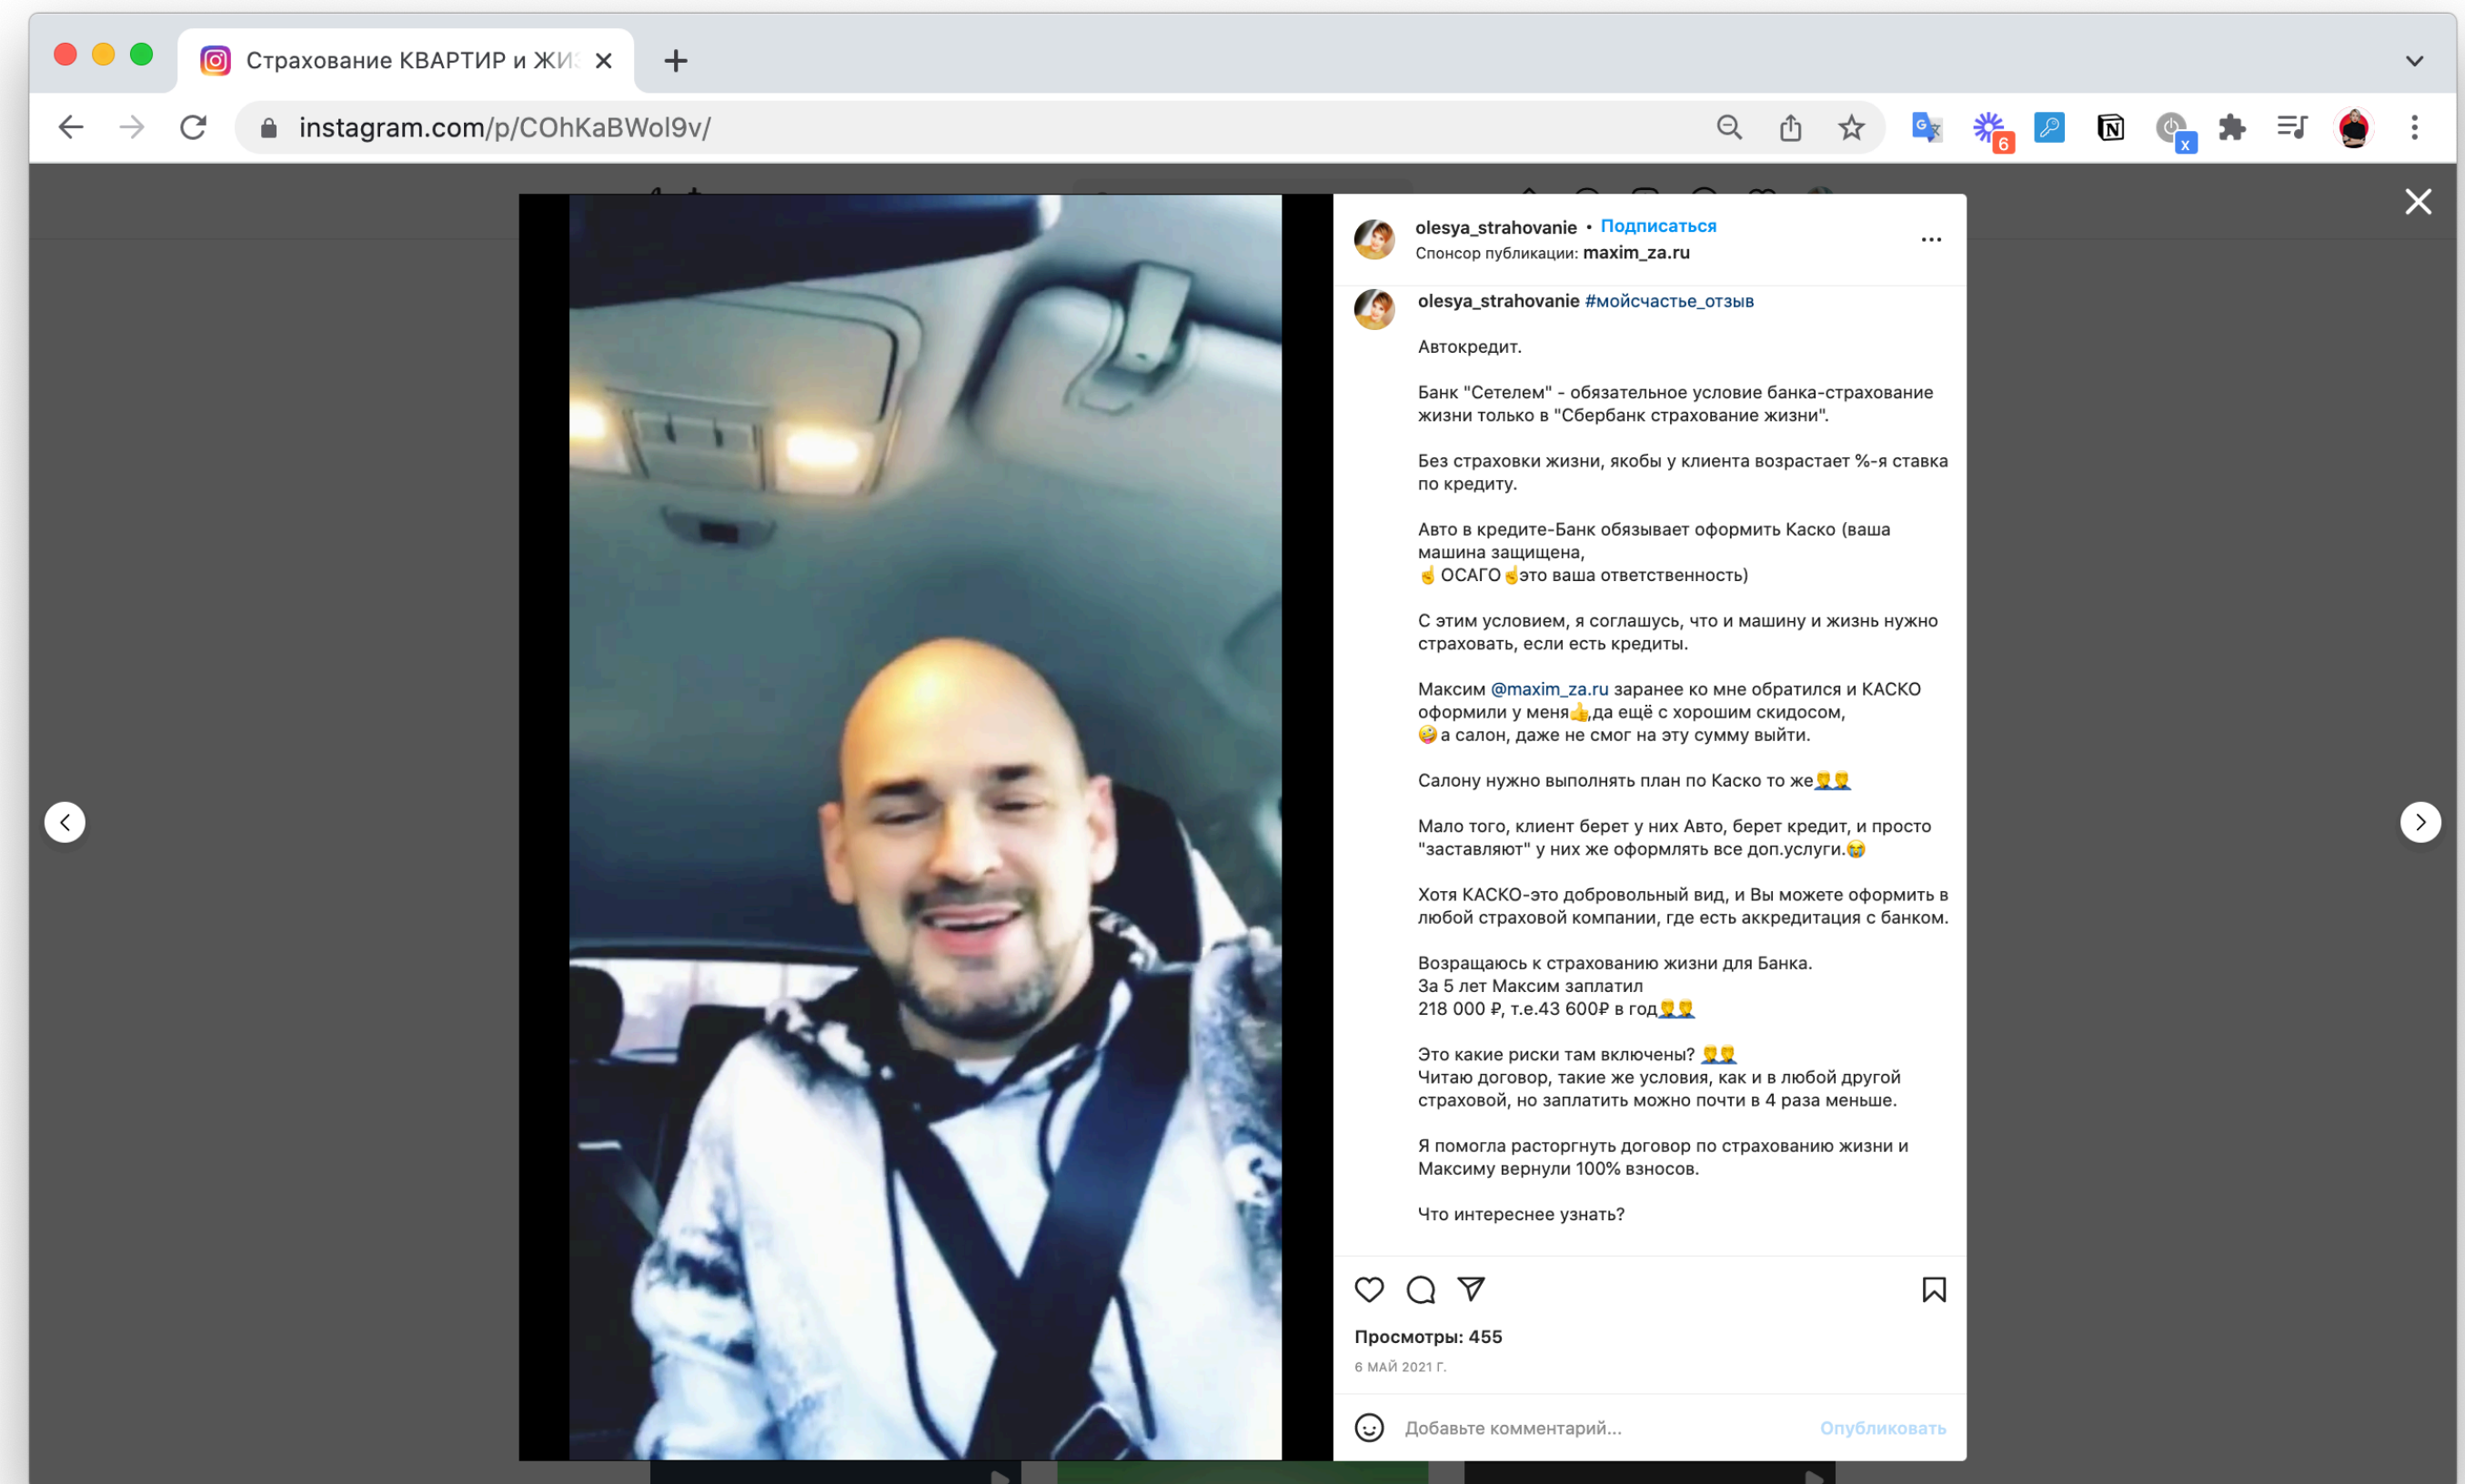 Страхование КВАРТИР и ЖИЗ
instagram.com/p/COhKaBWol9v/
6
x
olesya_strahovanie • Подписаться
Спонсор публикации: maxim_za.ru
olesya_strahovanie #мойсчастье_отзыв
Автокредит.
Банк "Сетелем" - обязательное условие банка-страхование
жизни только в "Сбербанк страхование жизни".
Без страховки жизни, якобы у клиента возрастает %-я ставка
по кредиту.
Авто в кредите-Банк обязывает оформить Каско (ваша
машина защищена,
☝️ ОСАГО☝️это ваша ответственность)
С этим условием, я соглашусь, что и машину и жизнь нужно
страховать, если есть кредиты.
Максим @maxim_za.ru заранее ко мне обратился и КАСКО
оформили у меня👍,да ещё с хорошим скидосом,
🤪а салон, даже не смог на эту сумму выйти.
Салону нужно выполнять план по Каско то же🤦‍♂️🤦‍♂️
Мало того, клиент берет у них Авто, берет кредит, и просто
"заставляют" у них же оформлять все доп.услуги.😭
Хотя КАСКО-это добровольный вид, и Вы можете оформить в
любой страховой компании, где есть аккредитация с банком.
Возращаюсь к страхованию жизни для Банка.
За 5 лет Максим заплатил
218 000 ₽, т.е.43 600₽ в год🤦‍♂️🤦‍♂️
Это какие риски там включены? 🤦‍♂️🤦‍♂️
Читаю договор, такие же условия, как и в любой другой
страховой, но заплатить можно почти в 4 раза меньше.
Я помогла расторгнуть договор по страхованию жизни и
Максиму вернули 100% взносов.
Что интереснее узнать?
Просмотры: 455
6 МАЙ 2021 Г.
Добавьте комментарий...
Опубликовать